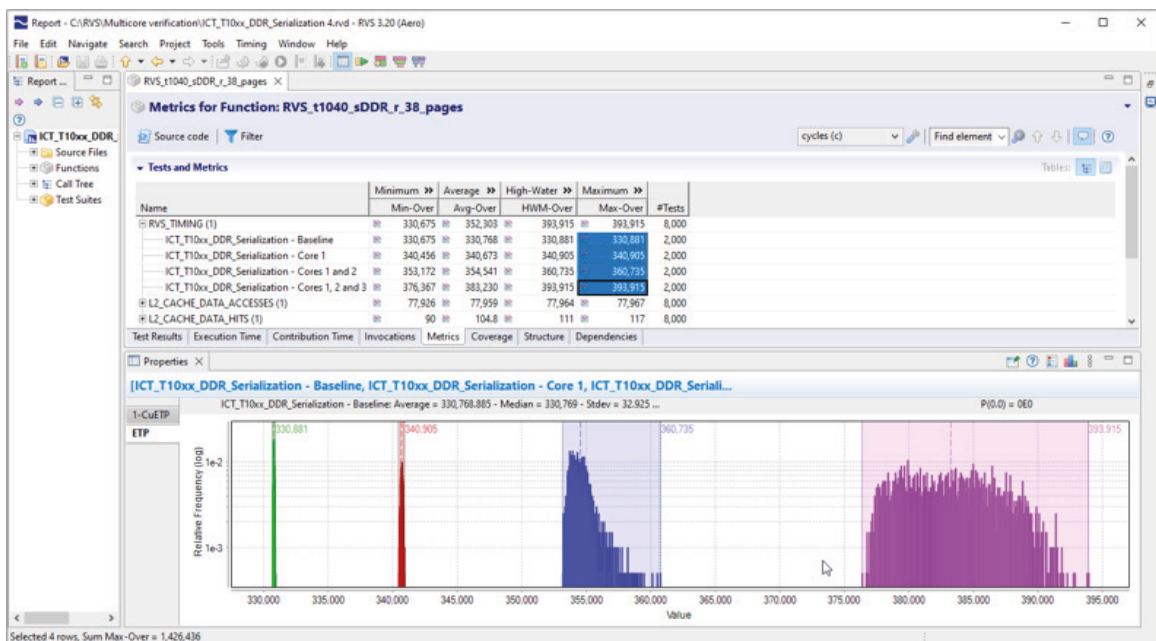 Report - C:\RVS\Multicore verification\ICT_T10xx_DDR_Serialization 4.rvd - RVS 3.20 (Aero)
File Edit Navigate Search Project Tools Timing Window Help
Report ...
RVS_t1040_sDDR_r_38_pages
Metrics for Function: RVS_t1040_sDDR_r_38_pages
Source code | Filter
cycles (c)
Find element
ICT_T10xx_DDR_
Source Files
Functions
Call Tree
Test Suites
Tests and Metrics
Tables:
Minimum » Average » High-Water » Maximum »
Name Min-Over Avg-Over HWM-Over Max-Over #Tests
RVS_TIMING (1) 330,675 352,303 393,915 393,915 8,000
ICT_T10xx_DDR_Serialization - Baseline 330,675 330,768 330,881 330,881 2,000
ICT_T10xx_DDR_Serialization - Core 1 340,456 340,673 340,905 340,905 2,000
ICT_T10xx_DDR_Serialization - Cores 1 and 2 353,172 354,541 360,735 360,735 2,000
ICT_T10xx_DDR_Serialization - Cores 1, 2 and 3 376,367 383,230 393,915 393,915 2,000
L2_CACHE_DATA_ACCESSES (1) 77,926 77,959 77,964 77,967 8,000
L2_CACHE_DATA_HITS (1) 90 104.8 111 117 8,000
Test Results Execution Time Contribution Time Invocations Metrics Coverage Structure Dependencies
Properties
[ICT_T10xx_DDR_Serialization - Baseline, ICT_T10xx_DDR_Serialization - Core 1, ICT_T10xx_DDR_Seriali...
ICT_T10xx_DDR_Serialization - Baseline: Average = 330,768.885 - Median = 330,769 - Stdev = 32.925 ... P(0.0) = 0E0
1-CuETP
ETP
330.881 340.905 360.735 393.915
Relative Frequency (log)
1e-2
1e-3
330.000 335.000 340.000 345.000 350.000 355.000 360.000 365.000 370.000 375.000 380.000 385.000 390.000 395.000
Value
Selected 4 rows, Sum Max-Over = 1,426,436